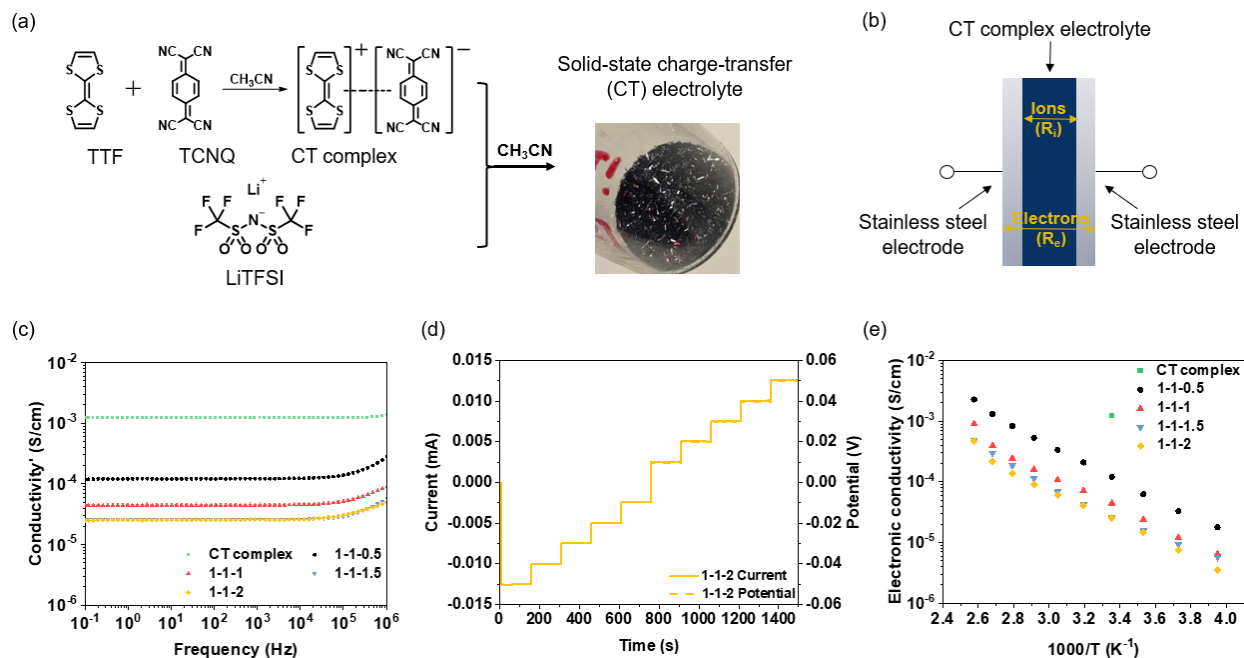 (a)
TTF
+
TCNQ
CH₃CN
CT complex
+
−
S S
S S
NC CN
NC CN
S S
S S
NC CN
NC CN
Li⁺
F F
F
N⁻
F F
F
S S
O O O O
LiTFSI
CH₃CN
Solid-state charge-transfer
(CT) electrolyte
(b)
CT complex electrolyte
Ions
(Rᵢ)
Electrons
(Rₑ)
Stainless steel
electrode
Stainless steel
electrode
(c)
Conductivity' (S/cm)
10⁻²
10⁻³
10⁻⁴
10⁻⁵
10⁻⁶
CT complex
1-1-0.5
1-1-1
1-1-1.5
1-1-2
10⁻¹ 10⁰ 10¹ 10² 10³ 10⁴ 10⁵ 10⁶
Frequency (Hz)
(d)
Current (mA)
0.015
0.010
0.005
0.000
-0.005
-0.010
-0.015
Potential (V)
0.06
0.04
0.02
0.00
-0.02
-0.04
-0.06
1-1-2 Current
1-1-2 Potential
0 200 400 600 800 1000 1200 1400
Time (s)
(e)
Electronic conductivity (S/cm)
10⁻²
10⁻³
10⁻⁴
10⁻⁵
10⁻⁶
CT complex
1-1-0.5
1-1-1
1-1-1.5
1-1-2
2.4 2.6 2.8 3.0 3.2 3.4 3.6 3.8 4.0
1000/T (K⁻¹)